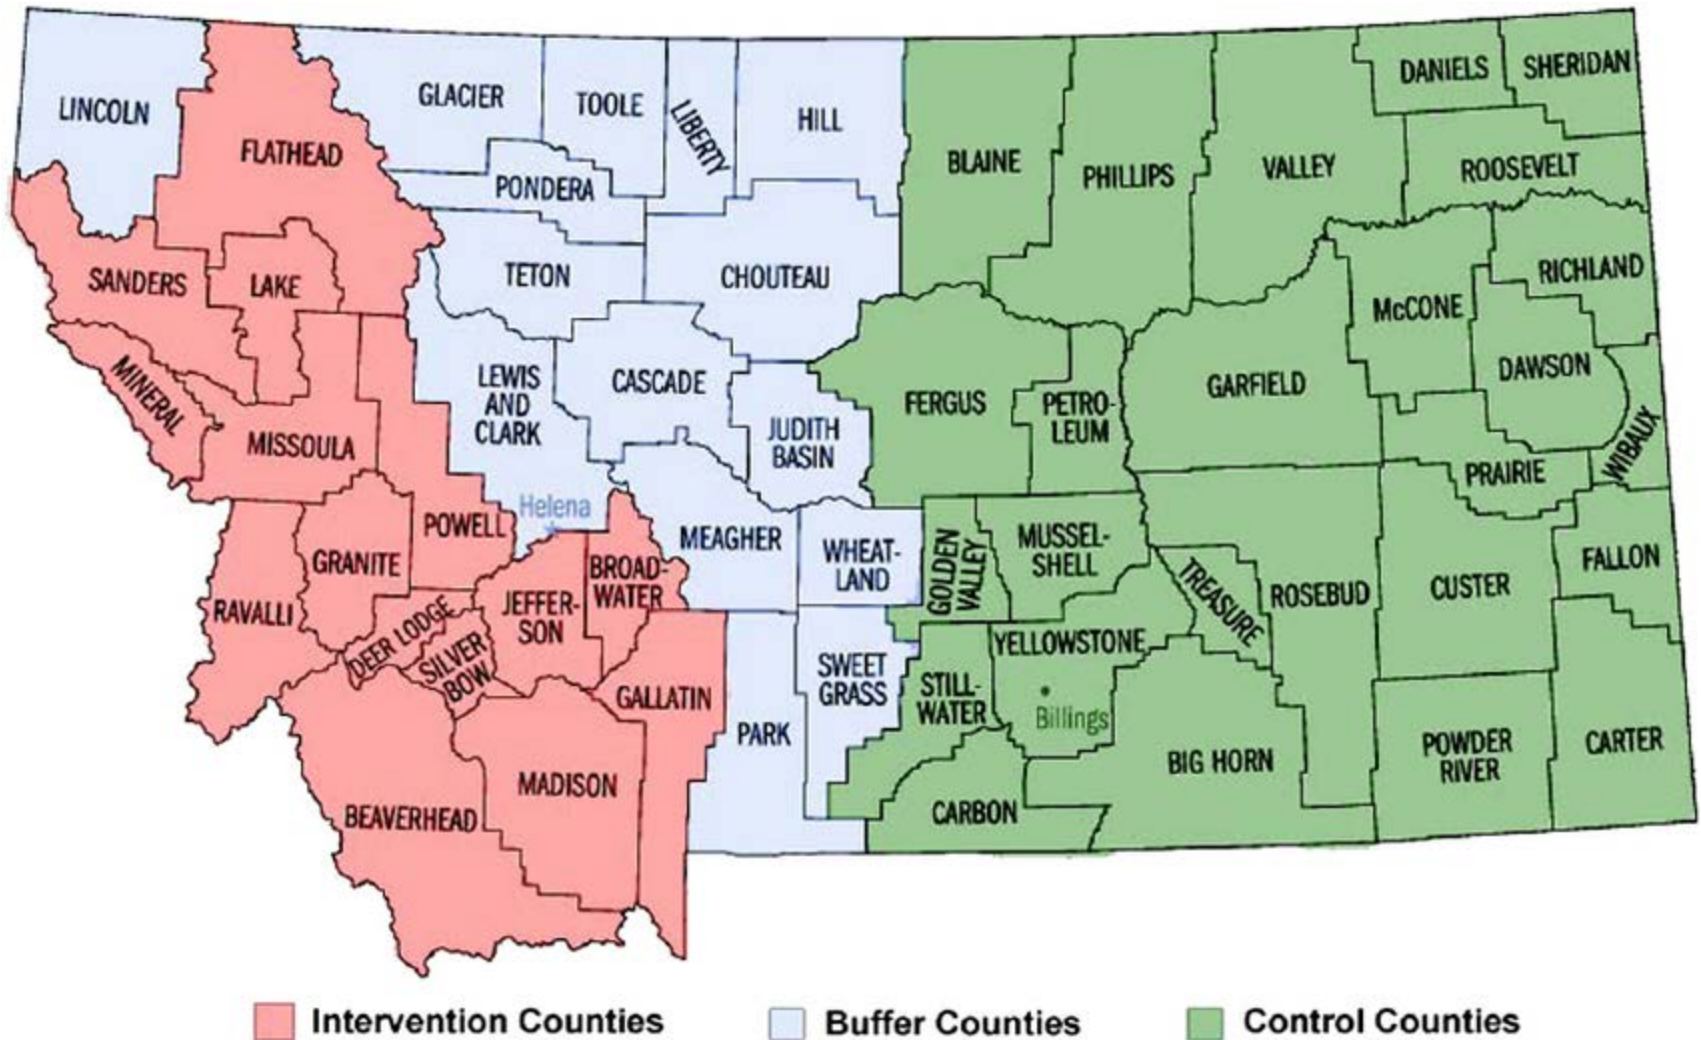 LINCOLN
FLATHEAD
GLACIER
TOOLE
LIBERTY
HILL
BLAINE
PHILLIPS
VALLEY
DANIELS
SHERIDAN
ROOSEVELT
PONDERA
SANDERS
LAKE
TETON
CHOUTEAU
McCONE
RICHLAND
MINERAL
MISSOULA
LEWIS
AND
CLARK
CASCADE
JUDITH
BASIN
FERGUS
PETRO-
LEUM
GARFIELD
DAWSON
PRAIRIE
WIBAUX
Helena
POWELL
GRANITE
RAVALLI
DEER LODGE
SILVER
BOW
JEFFER-
SON
BROAD-
WATER
MEAGHER
WHEAT-
LAND
GOLDEN
VALLEY
MUSSEL-
SHELL
TREASURE
ROSEBUD
CUSTER
FALLON
GALLATIN
PARK
SWEET
GRASS
STILL-
WATER
YELLOWSTONE
Billings
BEAVERHEAD
MADISON
CARBON
BIG HORN
POWDER
RIVER
CARTER
Intervention Counties
Buffer Counties
Control Counties